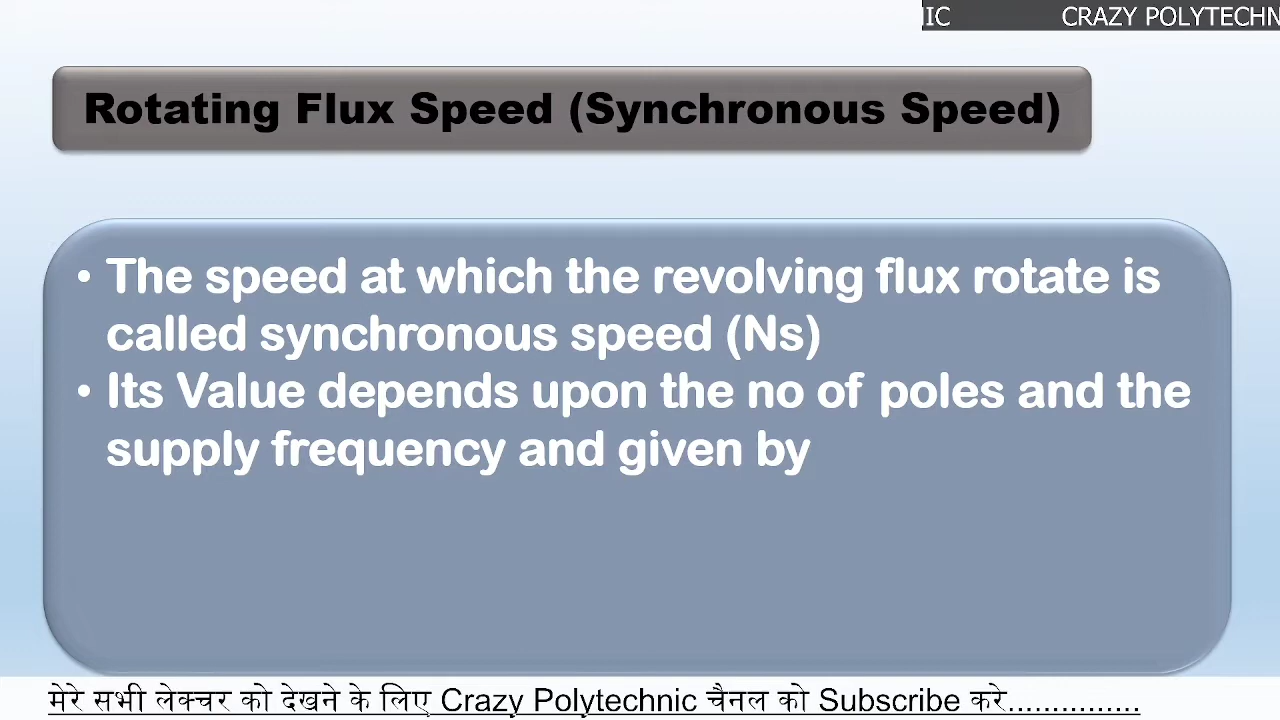 IC CRAZY POLYTECHN
Rotating Flux Speed (Synchronous Speed)
• The speed at which the revolving flux rotate is
called synchronous speed (Ns)
• Its Value depends upon the no of poles and the
supply frequency and given by
मेरे सभी लेक्चर को देखने के लिए Crazy Polytechnic चैनल को Subscribe करे...............